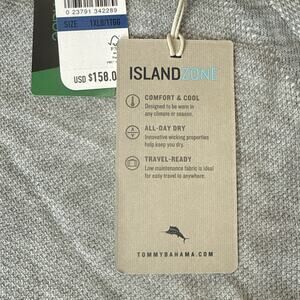 0 23791 342289
SIZE 1XLB/1TGG
FSC
USD $158.0
ISLANDZONE
COMFORT & COOL
Designed to be worn in
any climate or season.
ALL-DAY DRY
Innovative wicking properties
help keep you dry.
TRAVEL-READY
Low maintenance fabric is ideal
for easy travel to anywhere.
TOMMYBAHAMA.COM